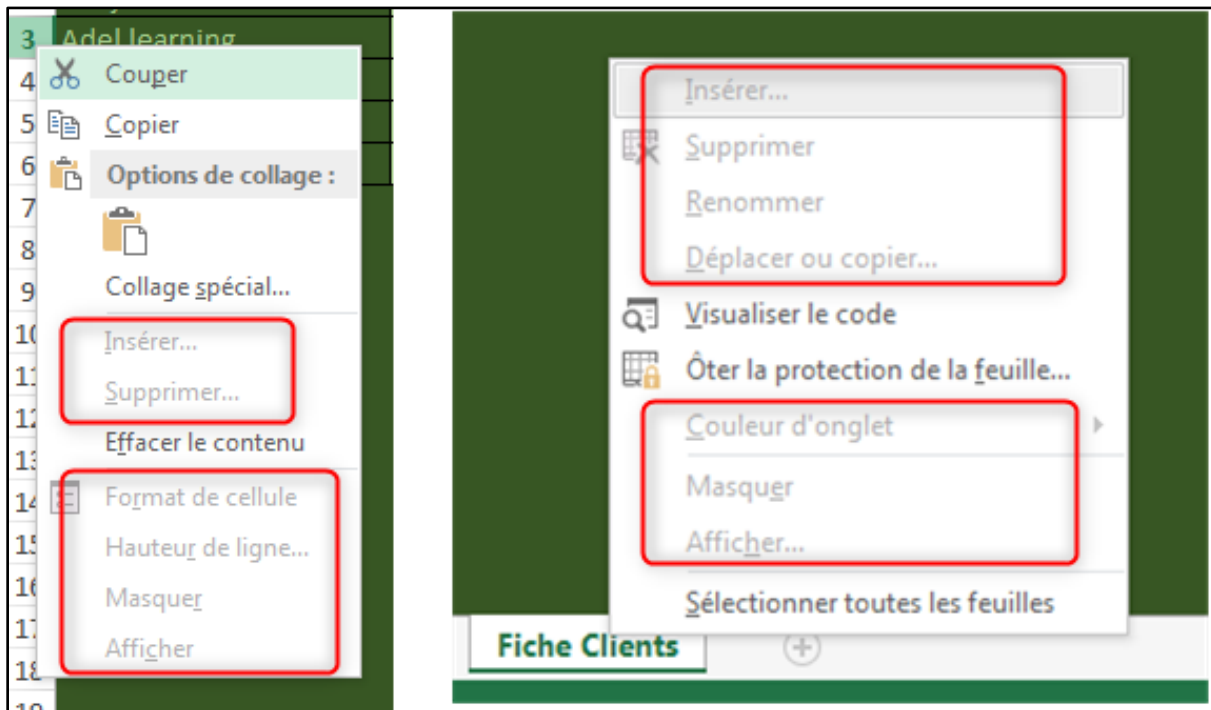 3 Adel learning
4 Couper
5 Copier
6 Options de collage :
7
8
9 Collage spécial...
10 Insérer...
11
12 Supprimer...
13 Effacer le contenu
14 Format de cellule
15 Hauteur de ligne...
16 Masquer
17
18 Afficher
Insérer...
Supprimer
Renommer
Déplacer ou copier...
Visualiser le code
Ôter la protection de la feuille...
Couleur d'onglet
Masquer
Afficher...
Sélectionner toutes les feuilles
Fiche Clients